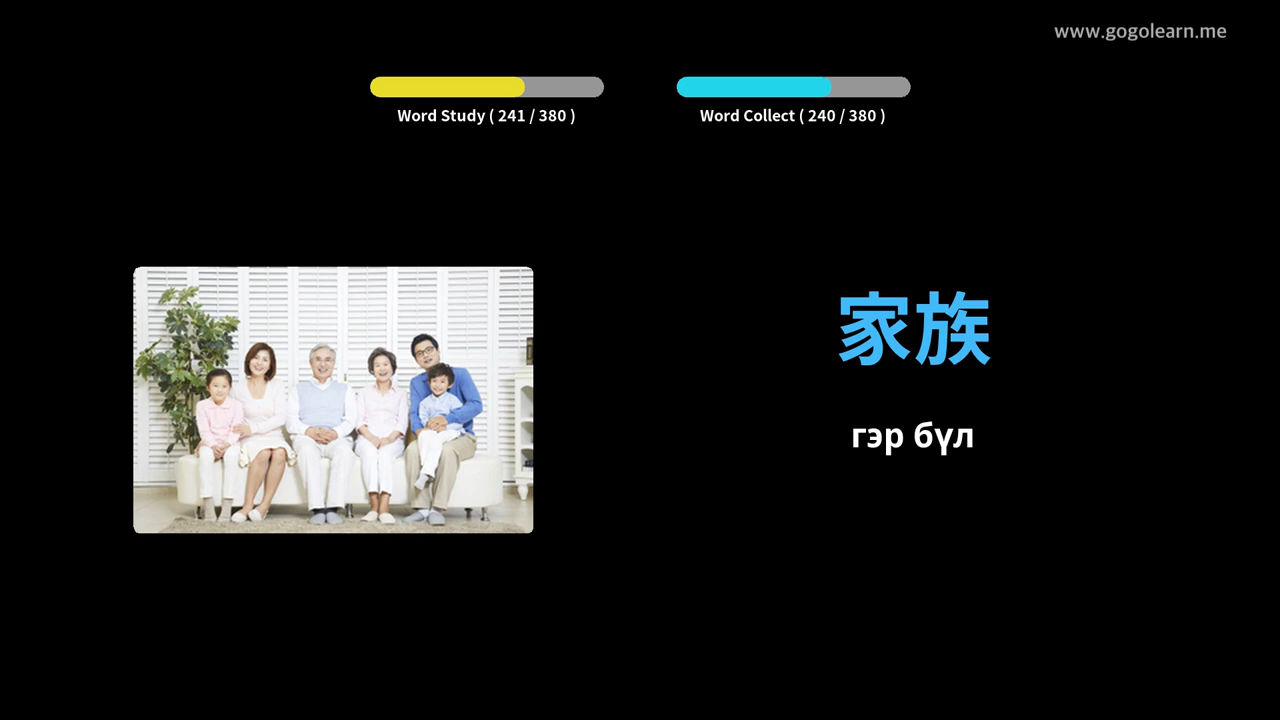 www.gogolearn.me
Word Study ( 241 / 380 )
Word Collect ( 240 / 380 )
家族
гэр бүл